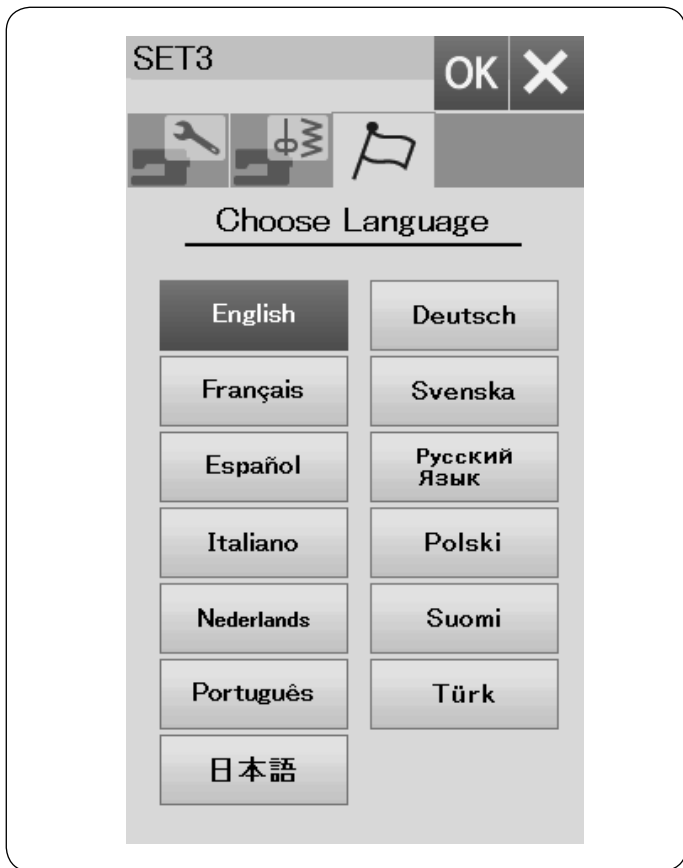 SET3
OK
Choose Language
English
Deutsch
Français
Svenska
Español
Русский
Язык
Italiano
Polski
Nederlands
Suomi
Português
Türk
日本語